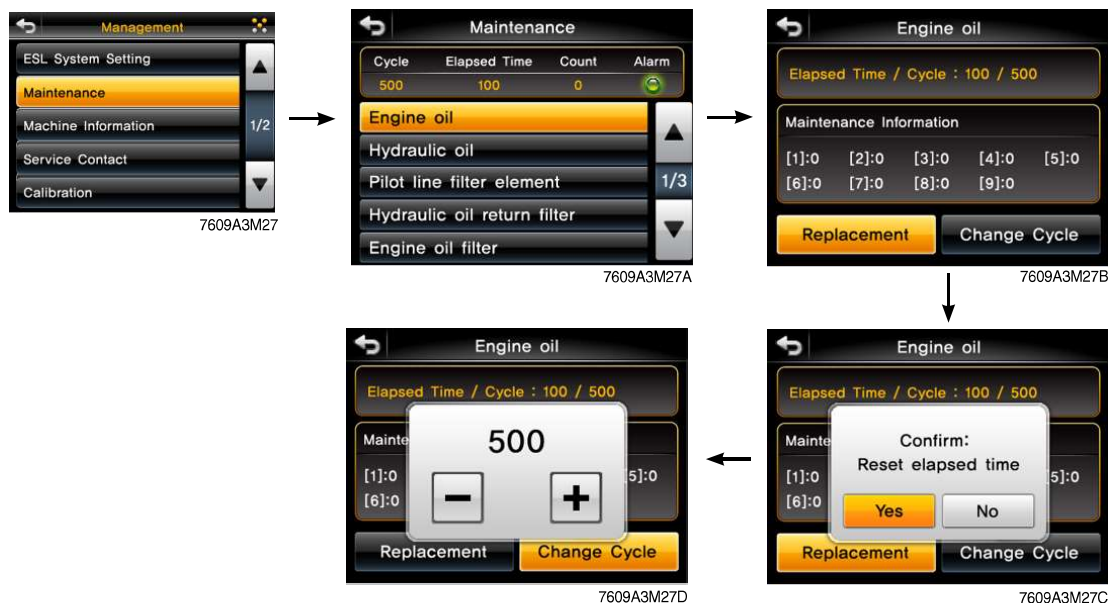 Management
ESL System Setting
Maintenance
Machine Information
1/2
Service Contact
Calibration
7609A3M27
Maintenance
Cycle Elapsed Time Count Alarm
500 100 0
Engine oil
Hydraulic oil
Pilot line filter element
1/3
Hydraulic oil return filter
Engine oil filter
7609A3M27A
Engine oil
Elapsed Time / Cycle : 100 / 500
Maintenance Information
[1]:0 [2]:0 [3]:0 [4]:0 [5]:0
[6]:0 [7]:0 [8]:0 [9]:0
Replacement Change Cycle
7609A3M27B
Engine oil
Elapsed Time / Cycle : 100 / 500
Mainte
500
[1]:0 5]:0
[6]:0
− +
Replacement Change Cycle
7609A3M27D
Engine oil
Elapsed Time / Cycle : 100 / 500
Mainte
Confirm:
Reset elapsed time
[1]:0 5]:0
[6]:0
Yes No
Replacement Change Cycle
7609A3M27C